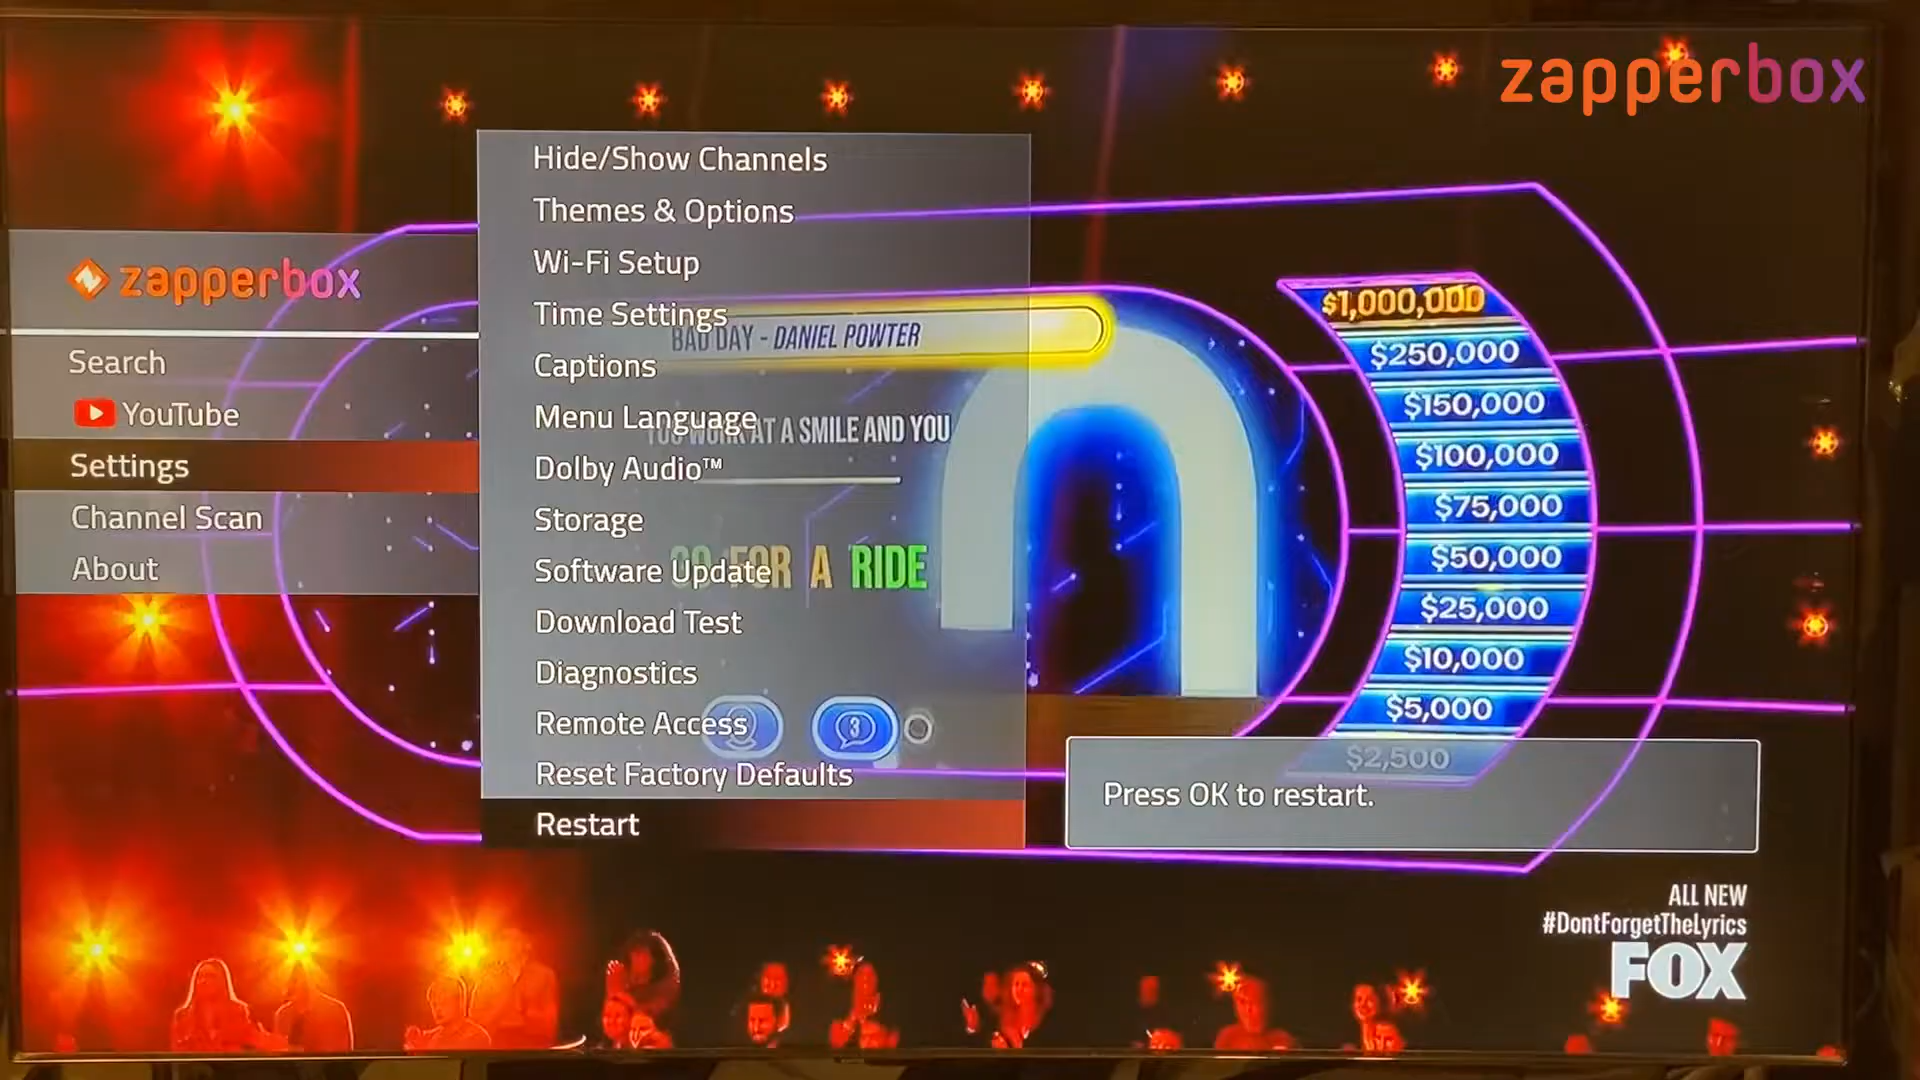 zapperbox
zapperbox
Search
YouTube
Settings
Channel Scan
About
Hide/Show Channels
Themes & Options
Wi-Fi Setup
Time Settings
Captions
Menu Language
Dolby Audio™
Storage
Software Update
Download Test
Diagnostics
Remote Access
Reset Factory Defaults
Restart
BAD DAY - DANIEL POWTER
AT A SMILE AND YOU
GO FOR A RIDE
3
$1,000,000
$250,000
$150,000
$100,000
$75,000
$50,000
$25,000
$10,000
$5,000
$2,500
Press OK to restart.
ALL NEW
#DontForgetTheLyrics
FOX